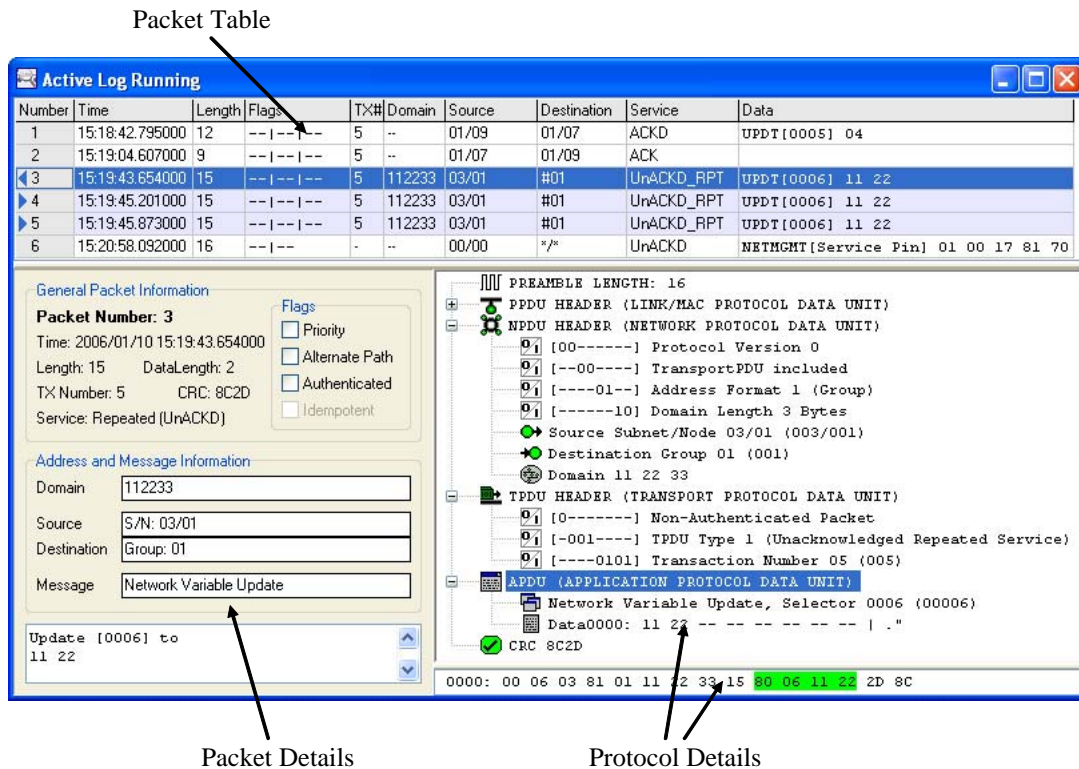 Packet Table
Active Log Running
Number Time Length Flags TX# Domain Source Destination Service Data
1 15:18:42.795000 12 --|--|-- 5 -- 01/09 01/07 ACKD UPDT[0005] 04
2 15:19:04.607000 9 --|--|-- 5 -- 01/07 01/09 ACK
3 15:19:43.654000 15 --|--|-- 5 112233 03/01 #01 UnACKD_RPT UPDT[0006] 11 22
4 15:19:45.201000 15 --|--|-- 5 112233 03/01 #01 UnACKD_RPT UPDT[0006] 11 22
5 15:19:45.873000 15 --|--|-- 5 112233 03/01 #01 UnACKD_RPT UPDT[0006] 11 22
6 15:20:58.092000 16 --|--|-- - -- 00/00 */* UnACKD NETMGMT[Service Pin] 01 00 17 81 70
General Packet Information
Packet Number: 3
Time: 2006/01/10 15:19:43.654000
Length: 15 DataLength: 2
TX Number: 5 CRC: 8C2D
Service: Repeated (UnACKD)
Flags
Priority
Alternate Path
Authenticated
Idempotent
Address and Message Information
Domain 112233
Source S/N: 03/01
Destination Group: 01
Message Network Variable Update
Update [0006] to
11 22
PREAMBLE LENGTH: 16
PPDU HEADER (LINK/MAC PROTOCOL DATA UNIT)
NPDU HEADER (NETWORK PROTOCOL DATA UNIT)
[00------] Protocol Version 0
[--00----] TransportPDU included
[----01--] Address Format 1 (Group)
[------10] Domain Length 3 Bytes
Source Subnet/Node 03/01 (003/001)
Destination Group 01 (001)
Domain 11 22 33
TPDU HEADER (TRANSPORT PROTOCOL DATA UNIT)
[0-------] Non-Authenticated Packet
[-001----] TPDU Type 1 (Unacknowledged Repeated Service)
[----0101] Transaction Number 05 (005)
APDU (APPLICATION PROTOCOL DATA UNIT)
Network Variable Update, Selector 0006 (00006)
Data0000: 11 22 -- -- -- -- -- -- | ."
CRC 8C2D
0000: 00 06 03 81 01 11 22 33 15 80 06 11 22 2D 8C
Packet Details
Protocol Details